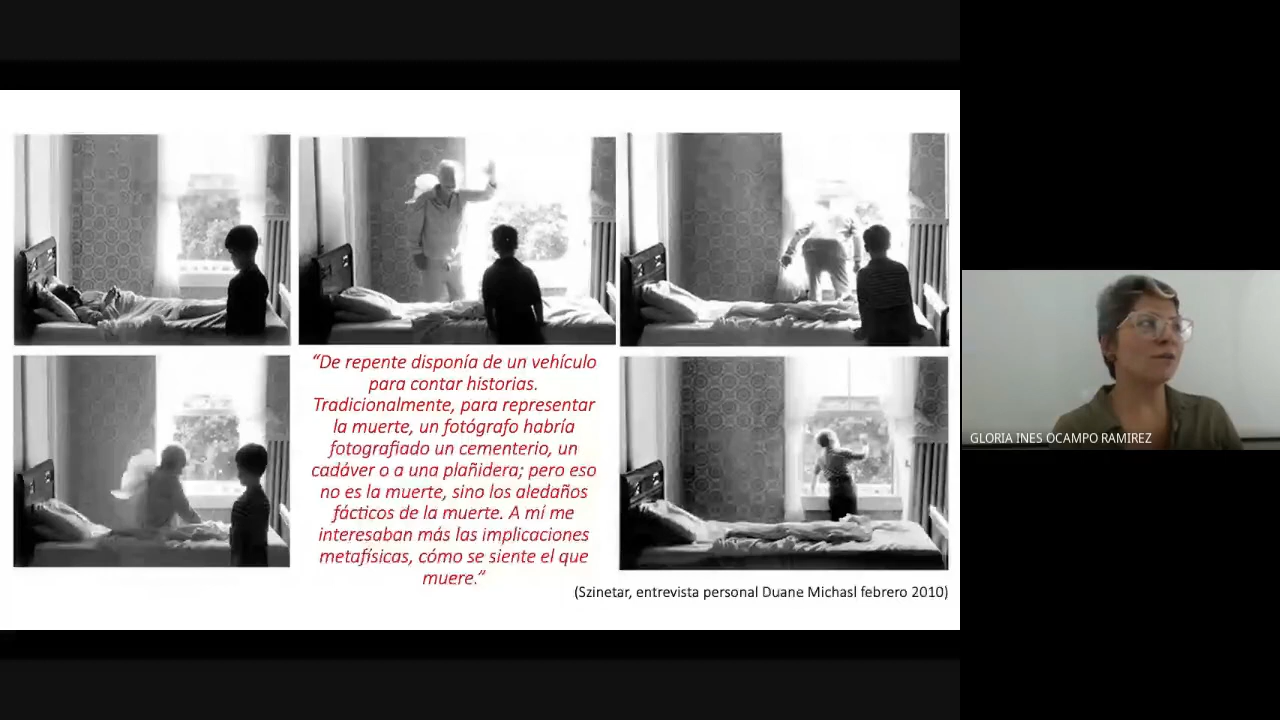 “De repente disponía de un vehículo
para contar historias.
Tradicionalmente, para representar
la muerte, un fotógrafo habría
fotografiado un cementerio, un
cadáver o a una plañidera; pero eso
no es la muerte, sino los aledaños
fácticos de la muerte. A mí me
interesaban más las implicaciones
metafísicas, cómo se siente el que
muere.”
(Szinetar, entrevista personal Duane Michasl febrero 2010)
GLORIA INES OCAMPO RAMIREZ